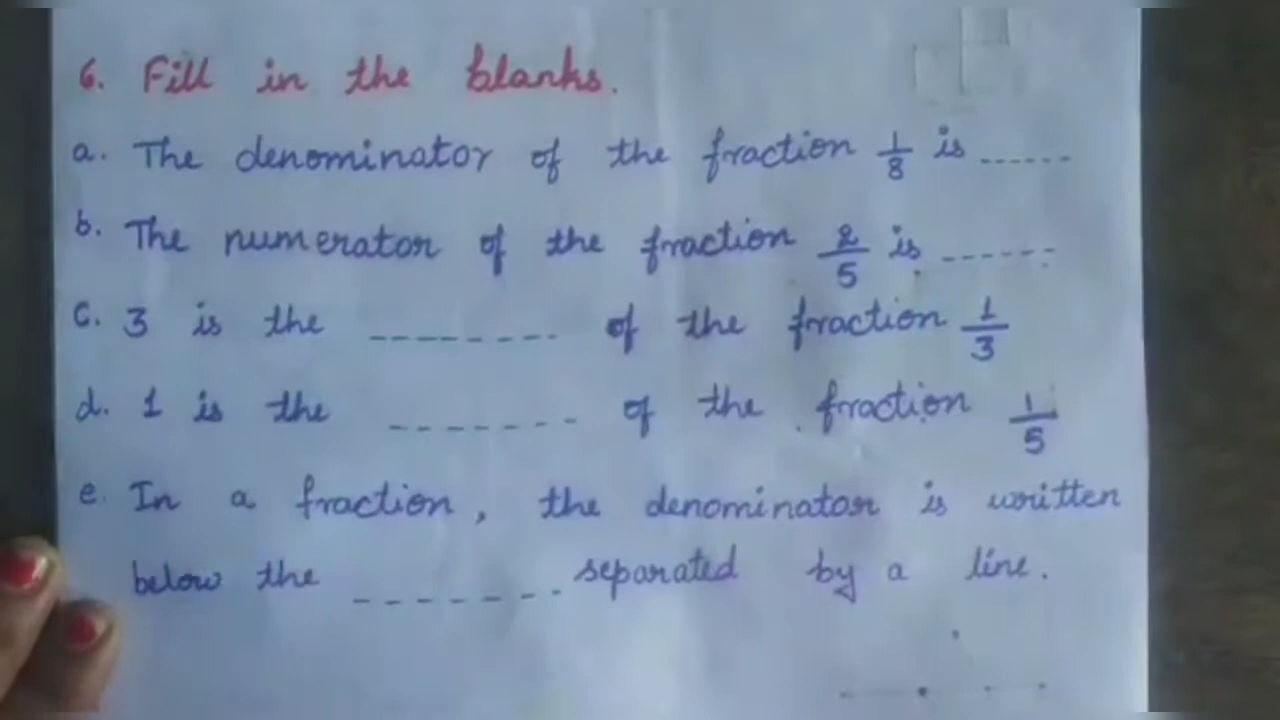 6. Fill in the blanks.
a. The denominator of the fraction 1/8 is ------
b. The numerator of the fraction 2/5 is ------
c. 3 is the -------- of the fraction 1/3
d. 1 is the -------- of the fraction 1/5
e. In a fraction, the denominator is written
below the -------- separated by a line.